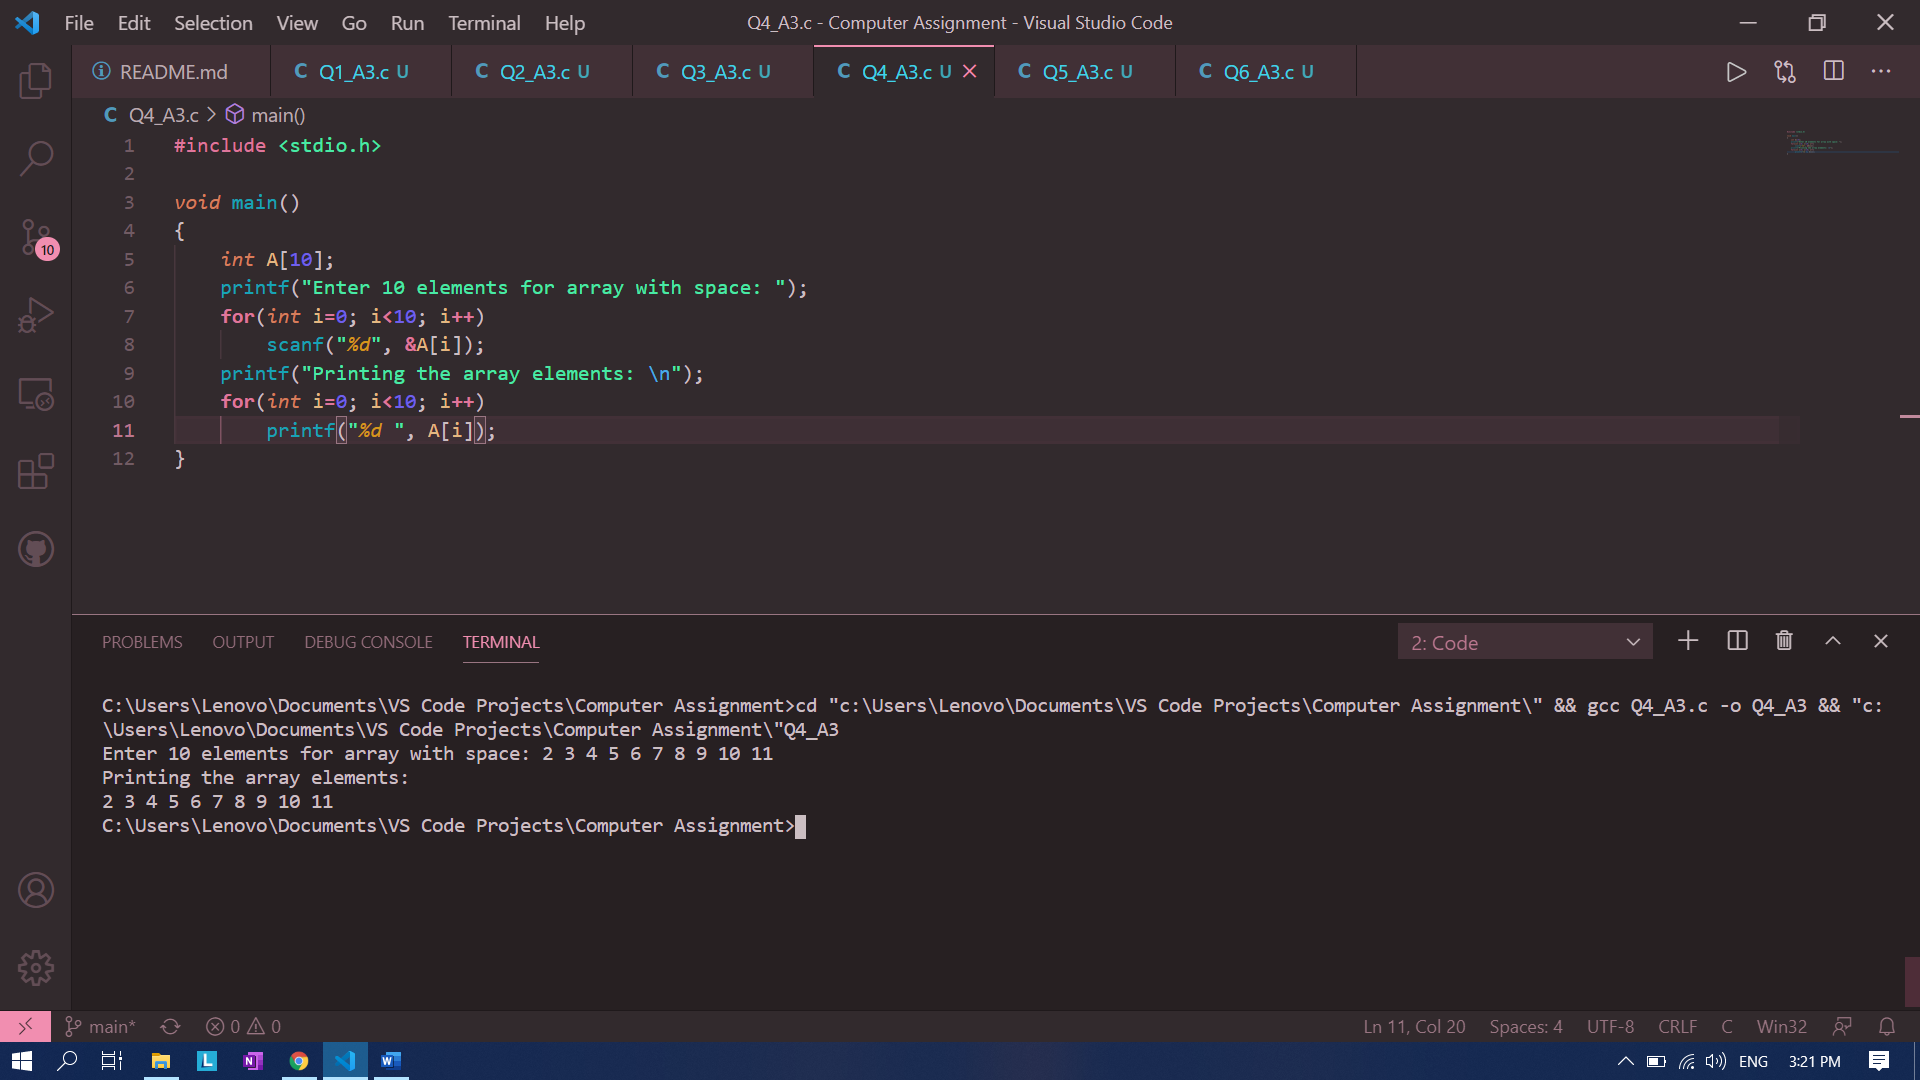 File Edit Selection View Go Run Terminal Help Q4_A3.c - Computer Assignment - Visual Studio Code
README.md C Q1_A3.c U C Q2_A3.c U C Q3_A3.c U C Q4_A3.c U C Q5_A3.c U C Q6_A3.c U
C Q4_A3.c > main()
1 #include <stdio.h>
2
3 void main()
4 {
5 int A[10];
6 printf("Enter 10 elements for array with space: ");
7 for(int i=0; i<10; i++)
8 scanf("%d", &A[i]);
9 printf("Printing the array elements: \n");
10 for(int i=0; i<10; i++)
11 printf("%d ", A[i]);
12 }
10
PROBLEMS OUTPUT DEBUG CONSOLE TERMINAL 2: Code
C:\Users\Lenovo\Documents\VS Code Projects\Computer Assignment>cd "c:\Users\Lenovo\Documents\VS Code Projects\Computer Assignment\" && gcc Q4_A3.c -o Q4_A3 && "c:
\Users\Lenovo\Documents\VS Code Projects\Computer Assignment\"Q4_A3
Enter 10 elements for array with space: 2 3 4 5 6 7 8 9 10 11
Printing the array elements:
2 3 4 5 6 7 8 9 10 11
C:\Users\Lenovo\Documents\VS Code Projects\Computer Assignment>
main* 0 0 Ln 11, Col 20 Spaces: 4 UTF-8 CRLF C Win32
L N W ENG 3:21 PM